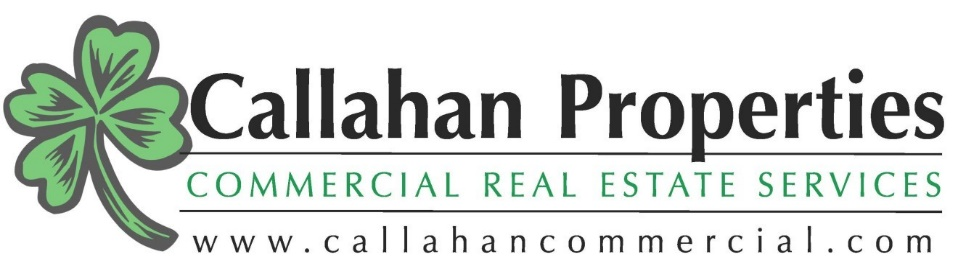 Callahan Properties
COMMERCIAL REAL ESTATE SERVICES
www.callahancommercial.com